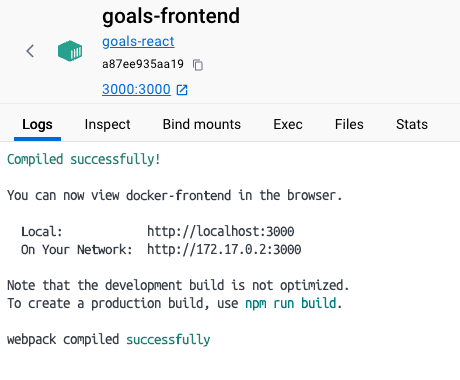 goals-frontend
goals-react
a87ee935aa19
3000:3000
Logs Inspect Bind mounts Exec Files Stats
Compiled successfully!
You can now view docker-frontend in the browser.
Local: http://localhost:3000
On Your Network: http://172.17.0.2:3000
Note that the development build is not optimized.
To create a production build, use npm run build.
webpack compiled successfully